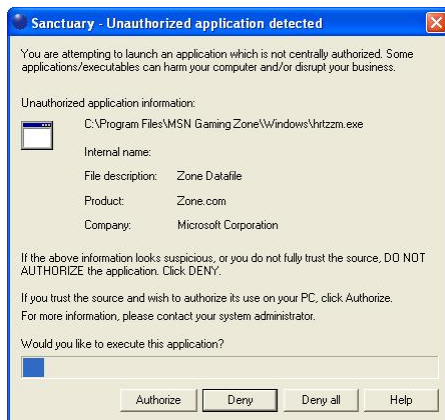 Sanctuary - Unauthorized application detected
You are attempting to launch an application which is not centrally authorized. Some
applications/executables can harm your computer and/or disrupt your business.
Unauthorized application information:
C:\Program Files\MSN Gaming Zone\Windows\hrtzzm.exe
Internal name:
File description: Zone Datafile
Product: Zone.com
Company: Microsoft Corporation
If the above information looks suspicious, or you do not fully trust the source, DO NOT
AUTHORIZE the application. Click DENY.
If you trust the source and wish to authorize its use on your PC, click Authorize.
For more information, please contact your system administrator.
Would you like to execute this application?
Authorize Deny Deny all Help